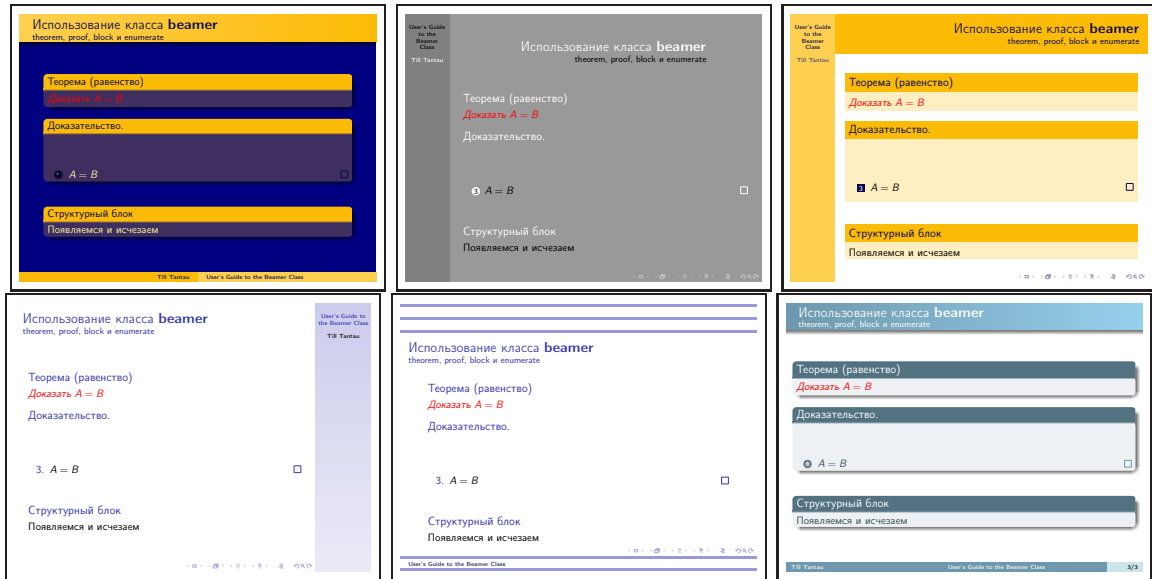 Использование класса beamer
theorem, proof, block и enumerate
Теорема (равенство)
Доказать A = B
Доказательство.
A = B
Структурный блок
Появляемся и исчезаем
Till Tantau User's Guide to the Beamer Class
User's Guide
to the
Beamer
Class
Till Tantau
Использование класса beamer
theorem, proof, block и enumerate
Теорема (равенство)
Доказать A = B
Доказательство.
3 A = B
Структурный блок
Появляемся и исчезаем
User's Guide
to the
Beamer
Class
Till Tantau
Использование класса beamer
theorem, proof, block и enumerate
Теорема (равенство)
Доказать A = B
Доказательство.
3 A = B
Структурный блок
Появляемся и исчезаем
Использование класса beamer
theorem, proof, block и enumerate
Теорема (равенство)
Доказать A = B
Доказательство.
3. A = B
Структурный блок
Появляемся и исчезаем
User's Guide to
the Beamer Class
Till Tantau
Использование класса beamer
theorem, proof, block и enumerate
Теорема (равенство)
Доказать A = B
Доказательство.
3. A = B
Структурный блок
Появляемся и исчезаем
User's Guide to the Beamer Class
Использование класса beamer
theorem, proof, block и enumerate
Теорема (равенство)
Доказать A = B
Доказательство.
A = B
Структурный блок
Появляемся и исчезаем
Till Tantau User's Guide to the Beamer Class 3/3